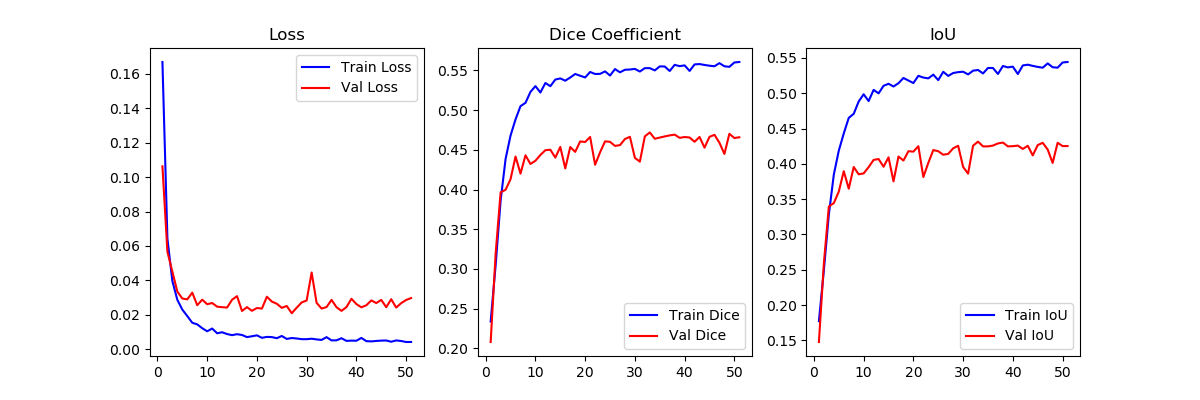 Loss
0.16
0.14
0.12
0.10
0.08
0.06
0.04
0.02
0.00
0 10 20 30 40 50
Train Loss
Val Loss
Dice Coefficient
0.55
0.50
0.45
0.40
0.35
0.30
0.25
0.20
0 10 20 30 40 50
Train Dice
Val Dice
IoU
0.55
0.50
0.45
0.40
0.35
0.30
0.25
0.20
0.15
0 10 20 30 40 50
Train IoU
Val IoU